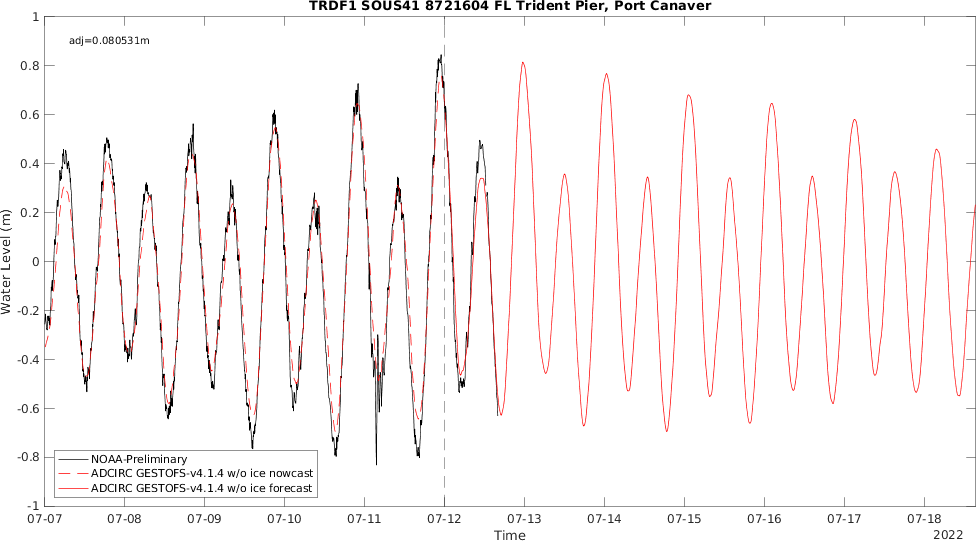 TRDF1 SOUS41 8721604 FL Trident Pier, Port Canaver
adj=0.080531m
1
0.8
0.6
0.4
0.2
0
-0.2
-0.4
-0.6
-0.8
-1
Water Level (m)
NOAA-Preliminary
ADCIRC GESTOFS-v4.1.4 w/o ice nowcast
ADCIRC GESTOFS-v4.1.4 w/o ice forecast
07-07 07-08 07-09 07-10 07-11 07-12 07-13 07-14 07-15 07-16 07-17 07-18
Time
2022